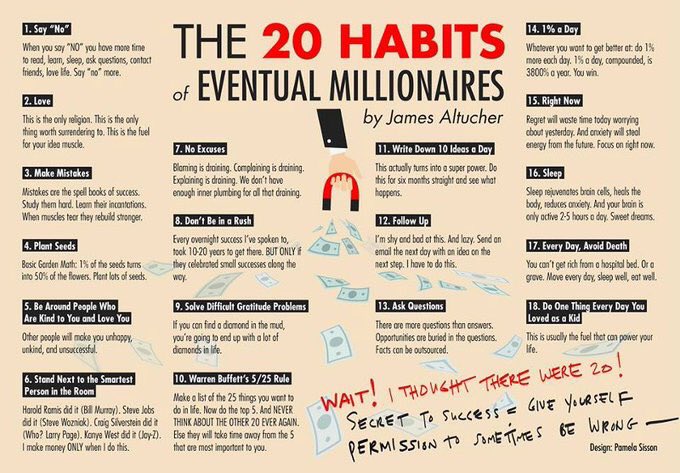 THE 20 HABITS
of EVENTUAL MILLIONAIRES
by James Altucher
1. Say "No"
When you say "NO" you have more time
to read, learn, sleep, ask questions, contact
friends, love life. Say "no" more.
2. Love
This is the only religion. This is the only
thing worth surrendering to. This is the fuel
for your idea muscle.
3. Make Mistakes
Mistakes are the spell books of success.
Study them hard. Learn their incantations.
When muscles tear they rebuild stronger.
4. Plant Seeds
Basic Garden Math: 1% of the seeds turns
into 50% of the flowers. Plant lots of seeds.
5. Be Around People Who
Are Kind to You and Love You
Other people will make you unhappy,
unkind, and unsuccessful.
6. Stand Next to the Smartest
Person in the Room
Harold Ramis did it (Bill Murray). Steve Jobs
did it (Steve Wozniak). Craig Silverstein did it
(Who? Larry Page). Kanye West did it (Jay-Z).
I make money ONLY when I do this.
7. No Excuses
Blaming is draining. Complaining is draining.
Explaining is draining. We don't have
enough inner plumbing for all that draining.
8. Don't Be in a Rush
Every overnight success I've spoken to,
took 10-20 years to get there. BUT ONLY if
they celebrated small successes along the
way.
9. Solve Difficult Gratitude Problems
If you can find a diamond in the mud,
you're going to end up with a lot of
diamonds in life.
10. Warren Buffett's 5/25 Rule
Make a list of the 25 things you want to
do in life. Now do the top 5. And NEVER
THINK ABOUT THE OTHER 20 EVER AGAIN.
Else they will take time away from the 5
that are most important to you.
11. Write Down 10 Ideas a Day
This actually turns into a super power. Do
this for six months straight and see what
happens.
12. Follow Up
I'm shy and bad at this. And lazy. Send an
email the next day with an idea on the
next step. I have to do this.
13. Ask Questions
There are more questions than answers.
Opportunities are buried in the questions.
Facts can be outsourced.
14. 1% a Day
Whatever you want to get better at: do 1%
more each day. 1% a day, compounded, is
3800% a year. You win.
15. Right Now
Regret will waste time today worrying
about yesterday. And anxiety will steal
energy from the future. Focus on right now.
16. Sleep
Sleep rejuvenates brain cells, heals the
body, reduces anxiety. And your brain is
only active 2-5 hours a day. Sweet dreams.
17. Every Day, Avoid Death
You can't get rich from a hospital bed. Or a
grave. Move every day, sleep well, eat well.
18. Do One Thing Every Day You
Loved as a Kid
This is usually the fuel that can power your
life.
WAIT! I THOUGHT THERE WERE 20!
SECRET TO SUCCESS = GIVE YOURSELF
PERMISSION TO SOMETIMES BE WRONG —
Design: Pamela Sisson